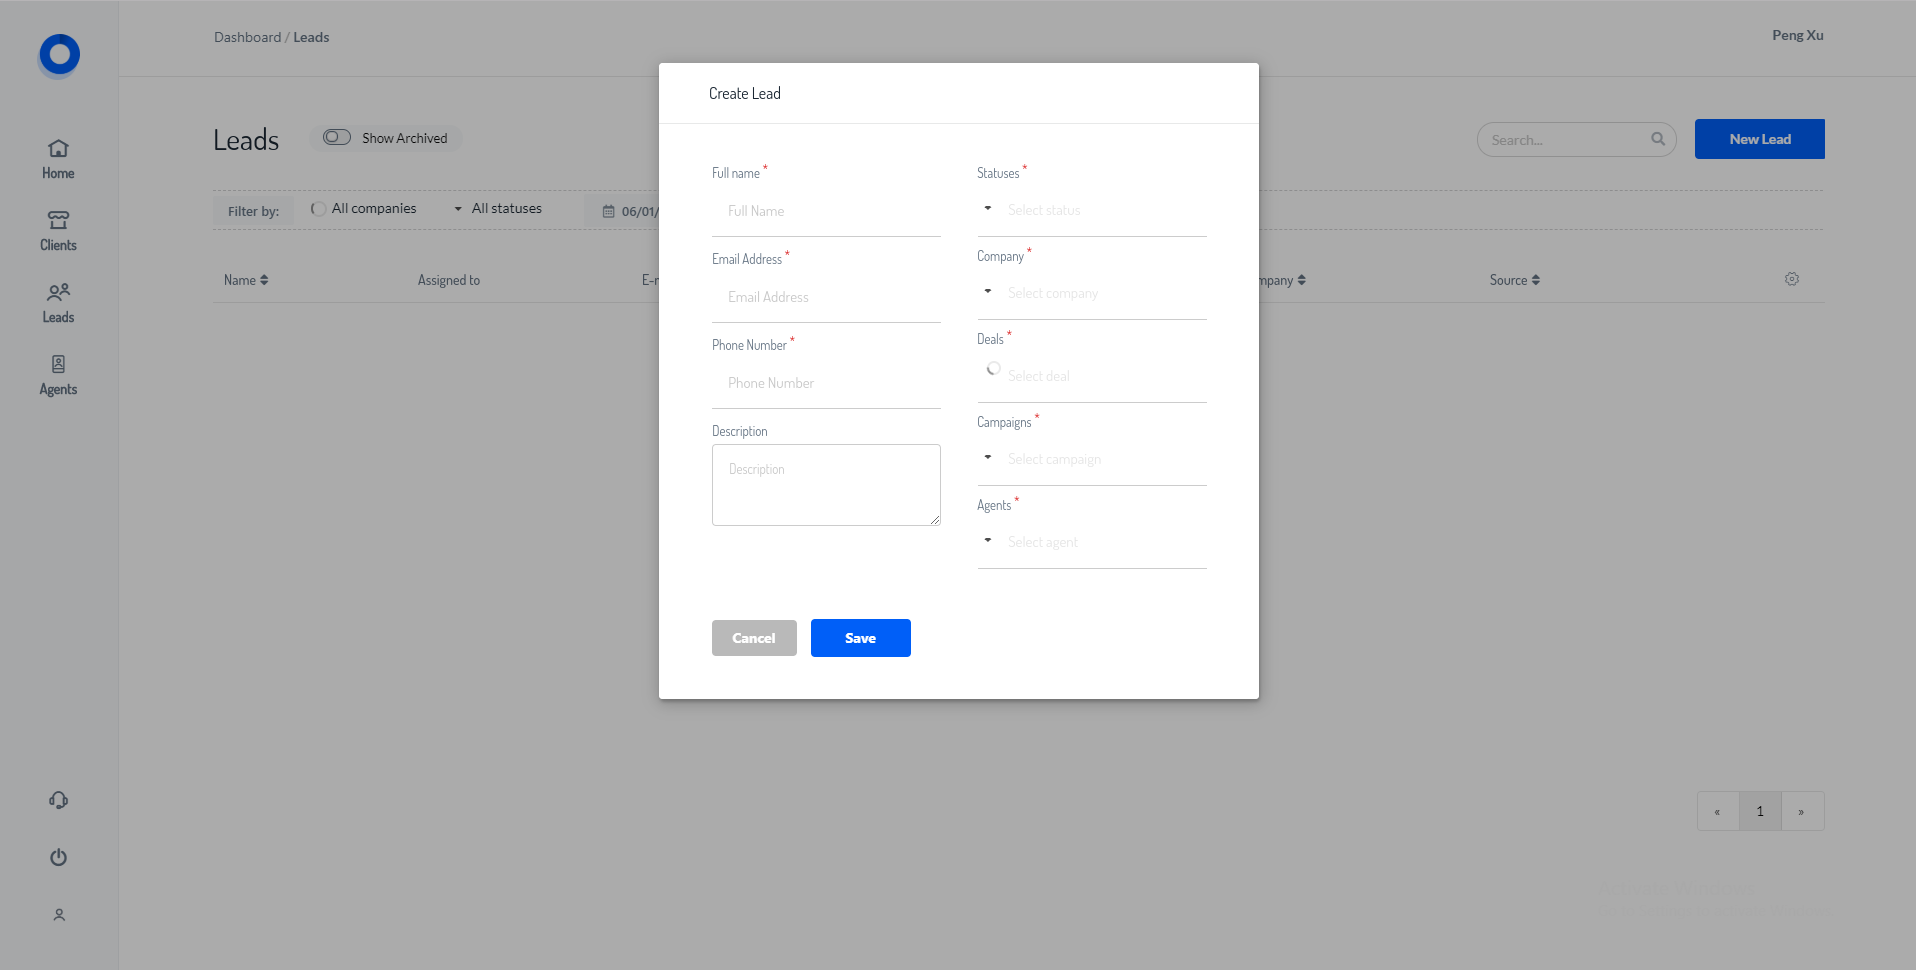 Dashboard / Leads
Peng Xu
Home
Clients
Leads
Agents
Leads
Show Archived
Search...
New Lead
Filter by:
All companies
All statuses
06/01/
Name
Assigned to
Source
Create Lead
Full name *
Full Name
Email Address *
Email Address
Phone Number *
Phone Number
Description
Description
Statuses *
Select status
Company *
Select company
Deals *
Select deal
Campaigns *
Select campaign
Agents *
Select agent
Cancel
Save
« 1 »